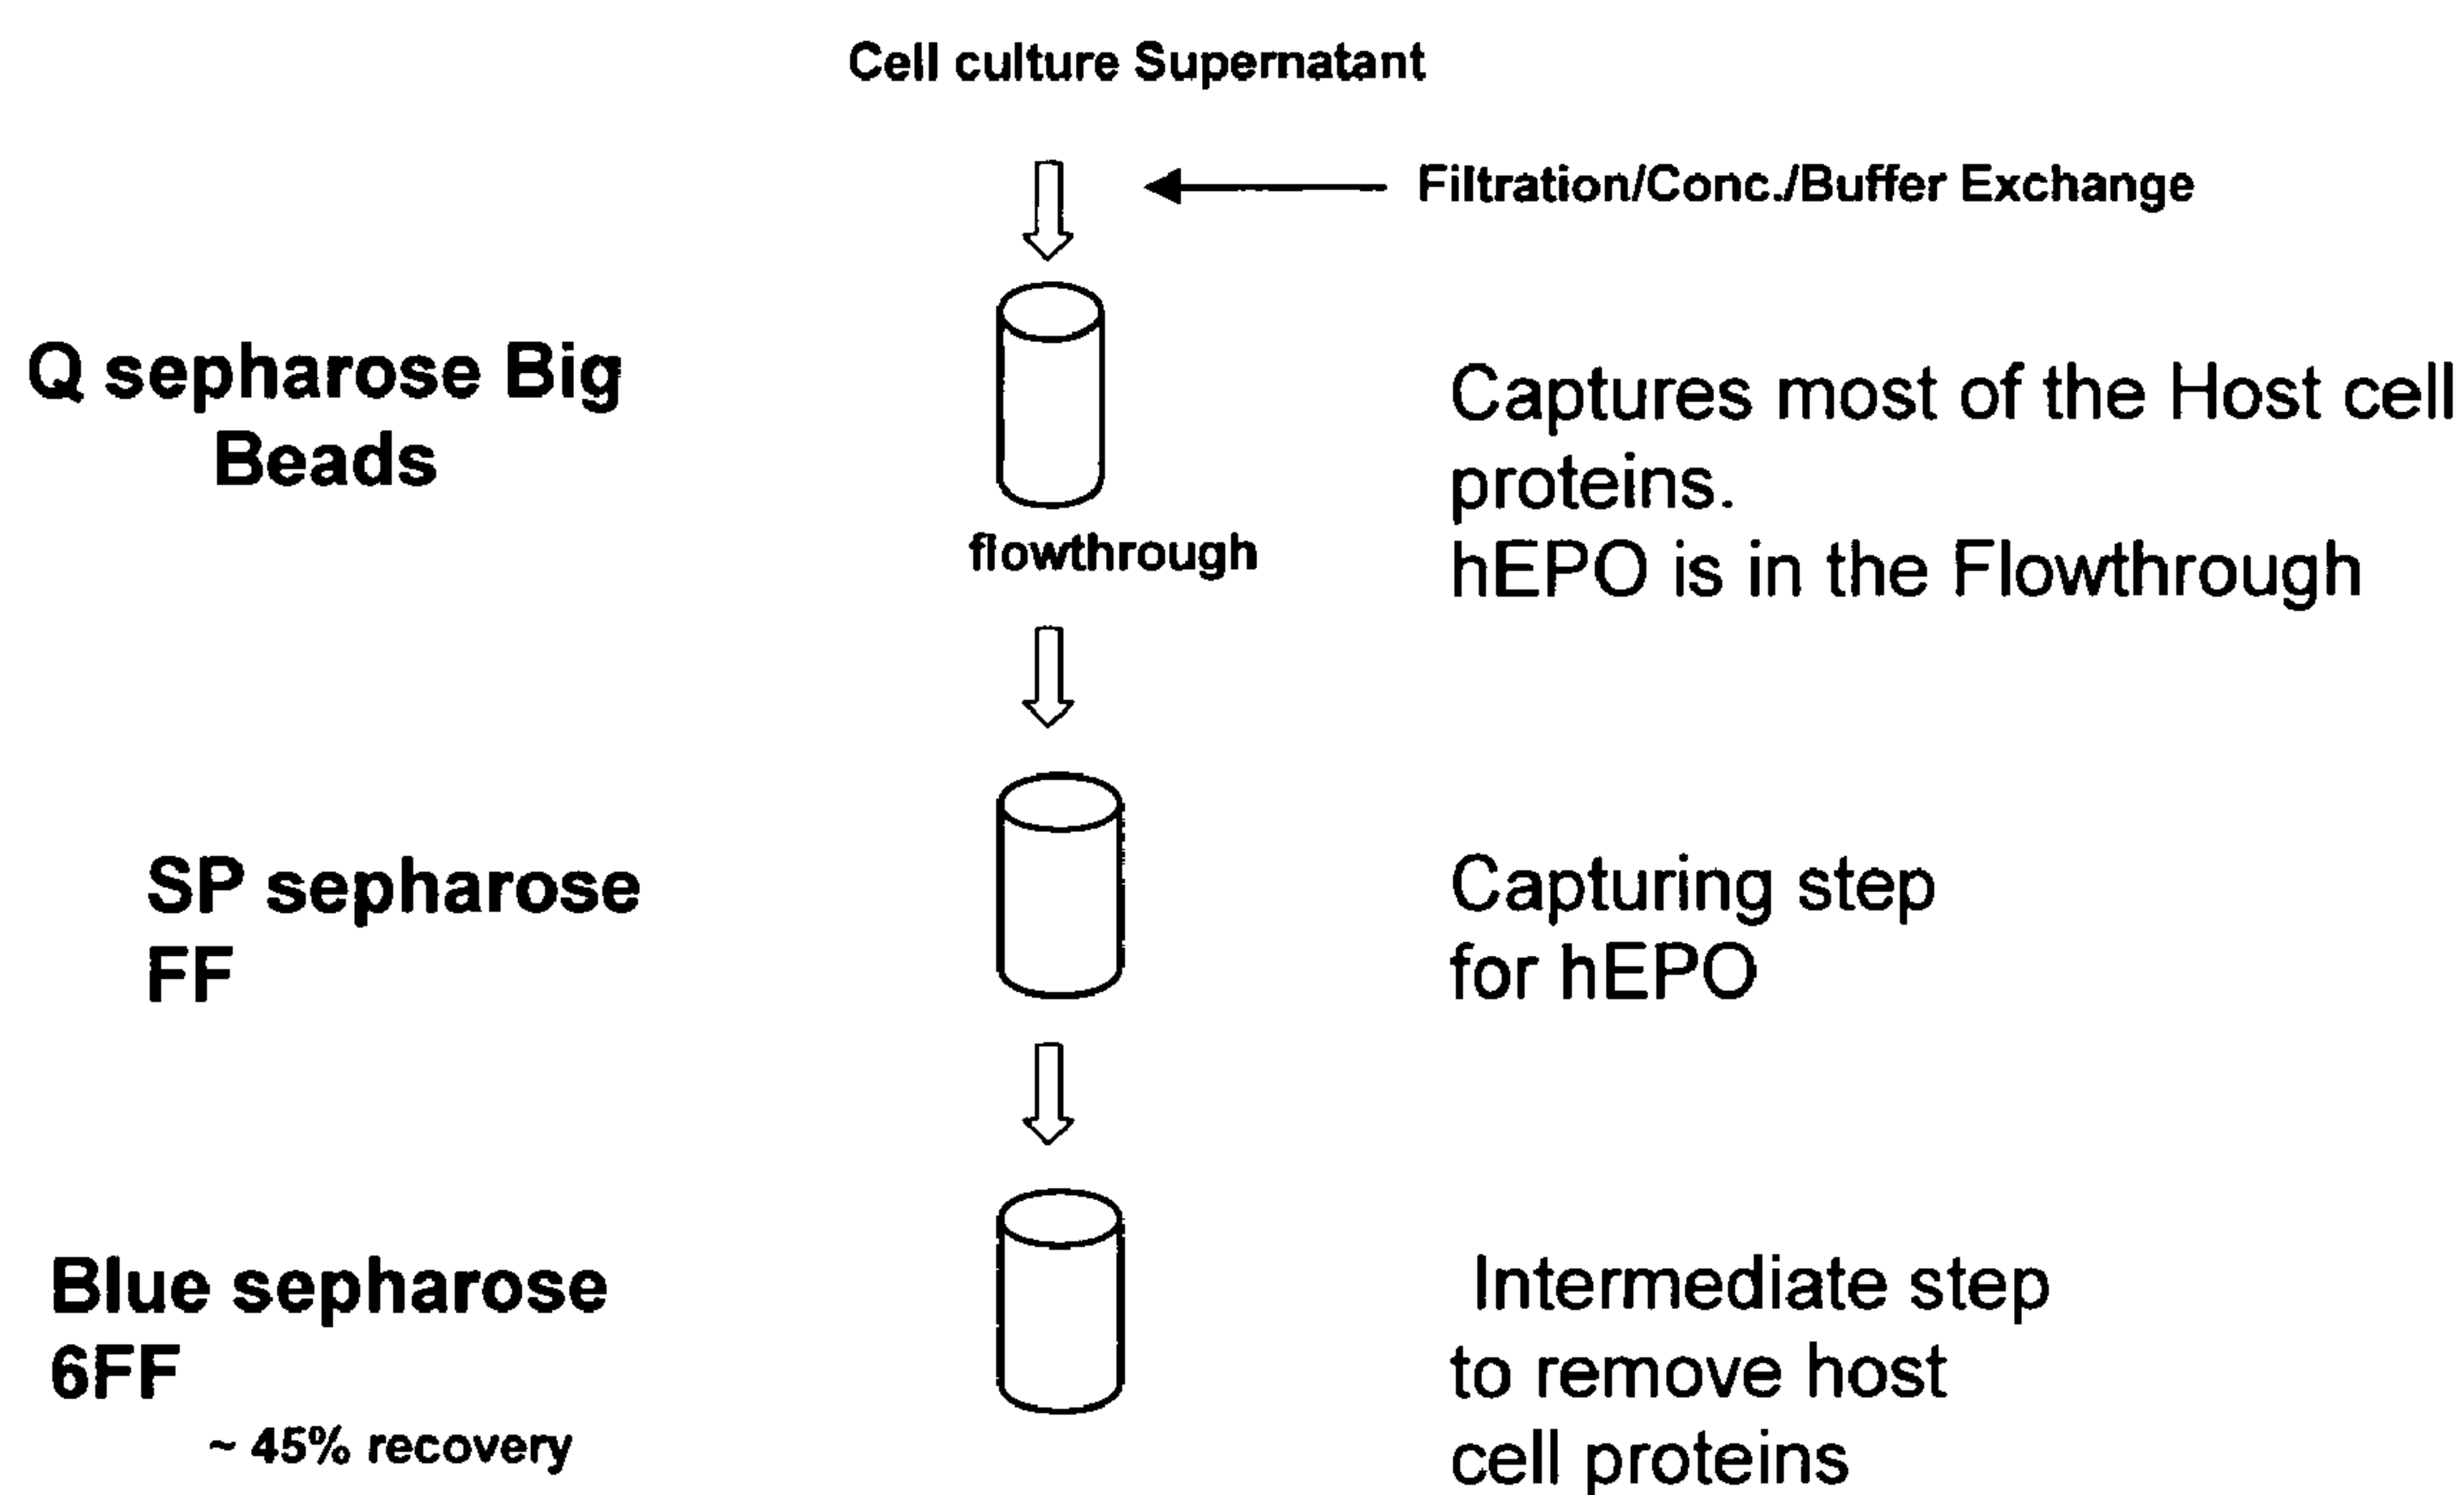 Cell culture Supernatant
Filtration/Conc./Buffer Exchange
Q sepharose Big
Beads
Captures most of the Host cell
proteins.
hEPO is in the Flowthrough
flowthrough
SP sepharose
FF
Capturing step
for hEPO
Blue sepharose
6FF
~ 45% recovery
Intermediate step
to remove host
cell proteins